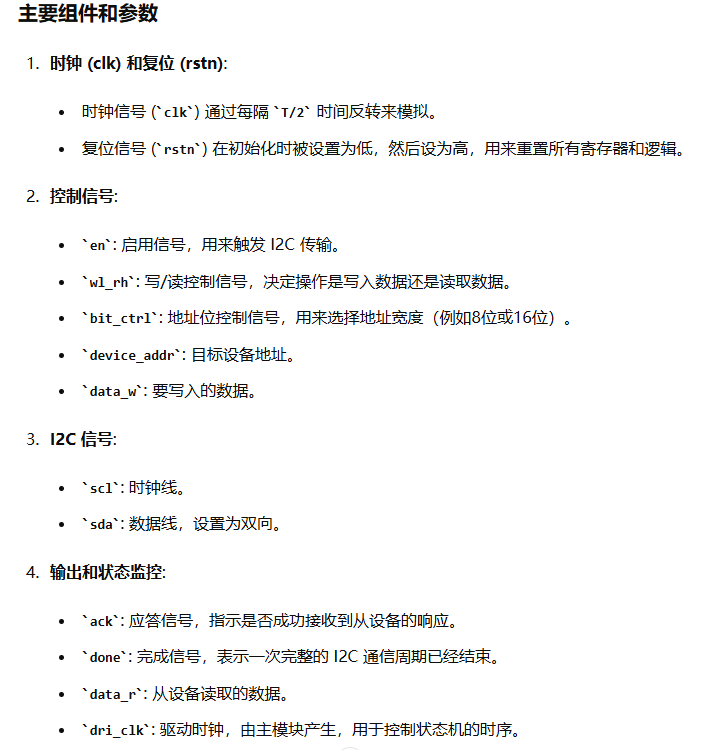 主要组件和参数
1. 时钟 (clk) 和复位 (rstn):
• 时钟信号 (`clk`) 通过每隔 `T/2` 时间反转来模拟。
• 复位信号 (`rstn`) 在初始化时被设置为低，然后设为高，用来重置所有寄存器和逻辑。
2. 控制信号:
• `en`: 启用信号，用来触发 I2C 传输。
• `wl_rh`: 写/读控制信号，决定操作是写入数据还是读取数据。
• `bit_ctrl`: 地址位控制信号，用来选择地址宽度（例如8位或16位）。
• `device_addr`: 目标设备地址。
• `data_w`: 要写入的数据。
3. I2C 信号:
• `scl`: 时钟线。
• `sda`: 数据线，设置为双向。
4. 输出和状态监控:
• `ack`: 应答信号，指示是否成功接收到从设备的响应。
• `done`: 完成信号，表示一次完整的 I2C 通信周期已经结束。
• `data_r`: 从设备读取的数据。
• `dri_clk`: 驱动时钟，由主模块产生，用于控制状态机的时序。